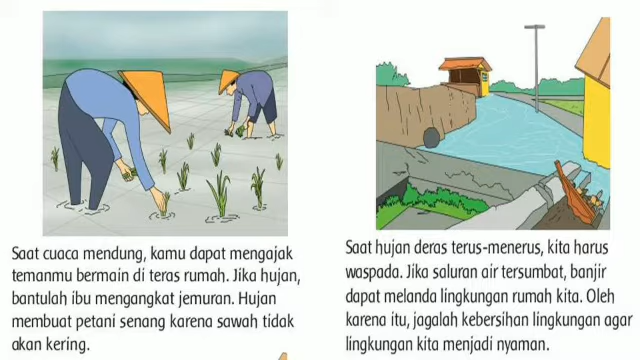 Saat cuaca mendung, kamu dapat mengajak
temanmu bermain di teras rumah. Jika hujan,
bantulah ibu mengangkat jemuran. Hujan
membuat petani senang karena sawah tidak
akan kering.
Saat hujan deras terus-menerus, kita harus
waspada. Jika saluran air tersumbat, banjir
dapat melanda lingkungan rumah kita. Oleh
karena itu, jagalah kebersihan lingkungan agar
lingkungan kita menjadi nyaman.